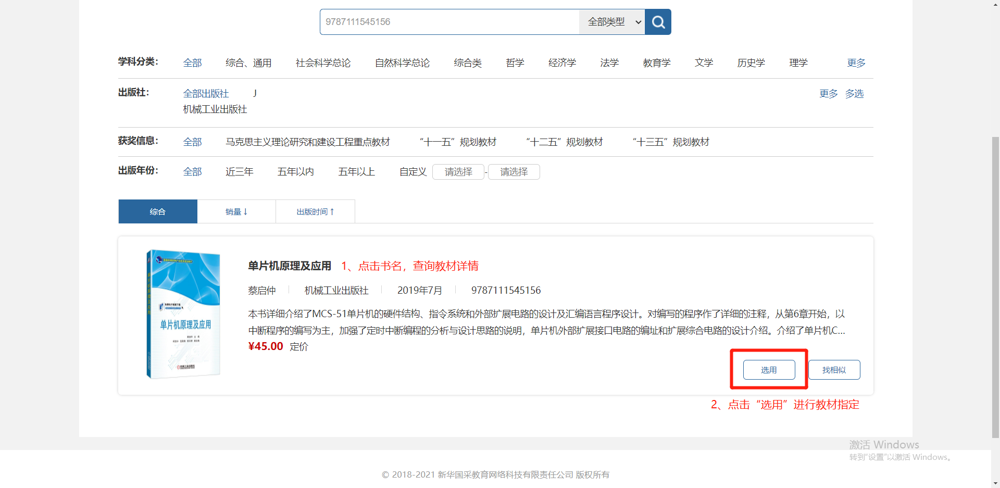 9787111545156 全部类型
学科分类： 全部 综合、通用 社会科学总论 自然科学总论 综合类 哲学 经济学 法学 教育学 文学 历史学 理学 更多
出版社： 全部出版社 J 更多 多选
机械工业出版社
获奖信息： 全部 马克思主义理论研究和建设工程重点教材 “十一五”规划教材 “十二五”规划教材 “十三五”规划教材
出版年份： 全部 近三年 五年以内 五年以上 自定义 请选择 - 请选择
综合 销量↓ 出版时间↑
单片机原理及应用 1、点击书名，查询教材详情
蔡启仲 机械工业出版社 2019年7月 9787111545156
本书详细介绍了MCS-51单片机的硬件结构、指令系统和外部扩展电路的设计及汇编语言程序设计。对编写的程序作了详细的注释，从第6章开始，以
中断程序的编写为主，加强了定时中断编程的分析与设计思路的说明，单片机外部扩展接口电路的编址和扩展综合电路的设计介绍。介绍了单片机C...
¥45.00 定价
单片机原理及应用
单片机原理及应用
机械工业出版社
选用 找相似
2、点击“选用”进行教材指定
激活 Windows
转到“设置”以激活 Windows。
© 2018-2021 新华国采教育网络科技有限责任公司 版权所有